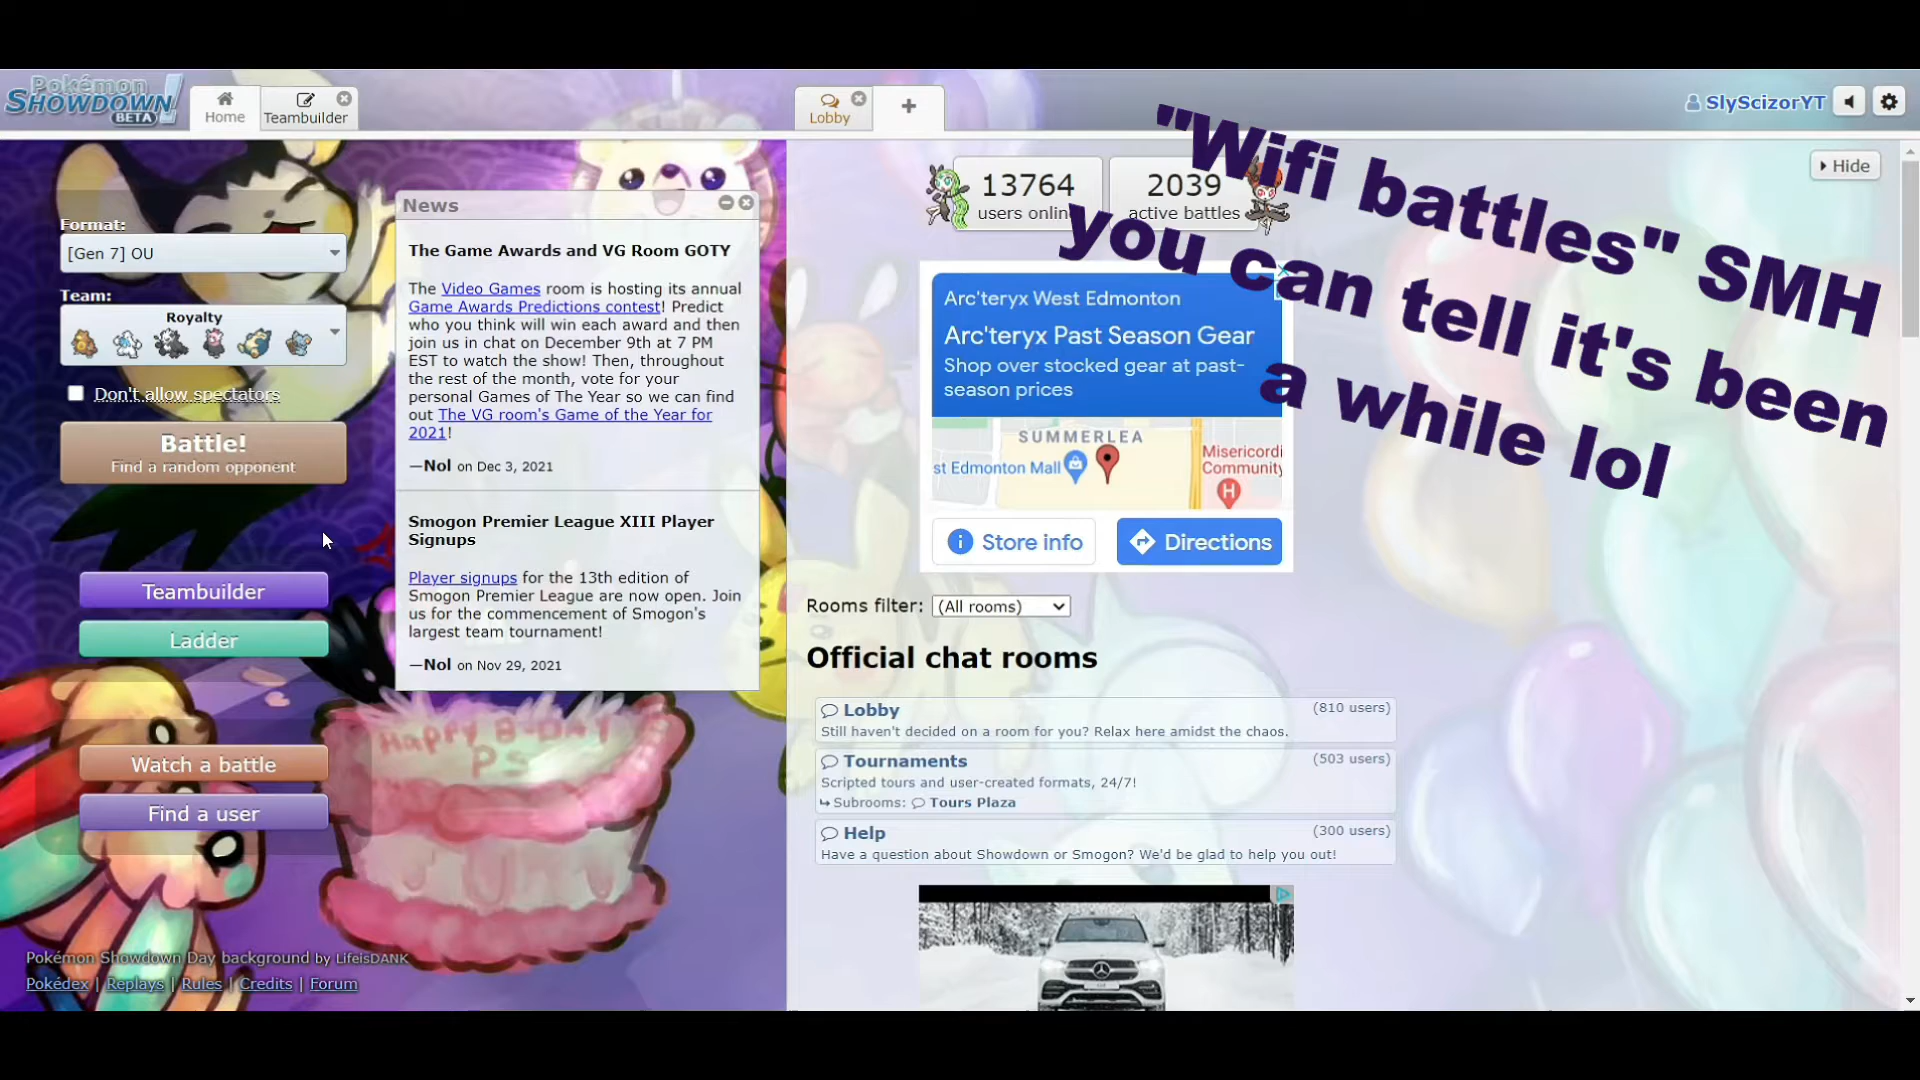 Pokémon
SHOWDOWN!
BETA
Home
Teambuilder
Lobby
SlyScizorYT
Hide
"Wifi battles" SMH
you can tell it's been
a while lol
Format:
[Gen 7] OU
Team:
Royalty
Don't allow spectators
Battle!
Find a random opponent
Teambuilder
Ladder
Watch a battle
Find a user
News
The Game Awards and VG Room GOTY
The Video Games room is hosting its annual
Game Awards Predictions contest! Predict
who you think will win each award and then
join us in chat on December 9th at 7 PM
EST to watch the show! Then, throughout
the rest of the month, vote for your
personal Games of The Year so we can find
out The VG room's Game of the Year for
2021!
—Nol on Dec 3, 2021
Smogon Premier League XIII Player
Signups
Player signups for the 13th edition of
Smogon Premier League are now open. Join
us for the commencement of Smogon's
largest team tournament!
—Nol on Nov 29, 2021
Happy B-DAY
PS
Pokémon Showdown Day background by LifeisDANK
Pokédex | Replays | Rules | Credits | Forum
13764
users online
2039
active battles
Arc'teryx West Edmonton
Arc'teryx Past Season Gear
Shop over stocked gear at past-
season prices
SUMMERLEA
st Edmonton Mall
Misericordi
Community
H
Store info
Directions
Rooms filter: (All rooms)
Official chat rooms
Lobby (810 users)
Still haven't decided on a room for you? Relax here amidst the chaos.
Tournaments (503 users)
Scripted tours and user-created formats, 24/7!
Subrooms: Tours Plaza
Help (300 users)
Have a question about Showdown or Smogon? We'd be glad to help you out!